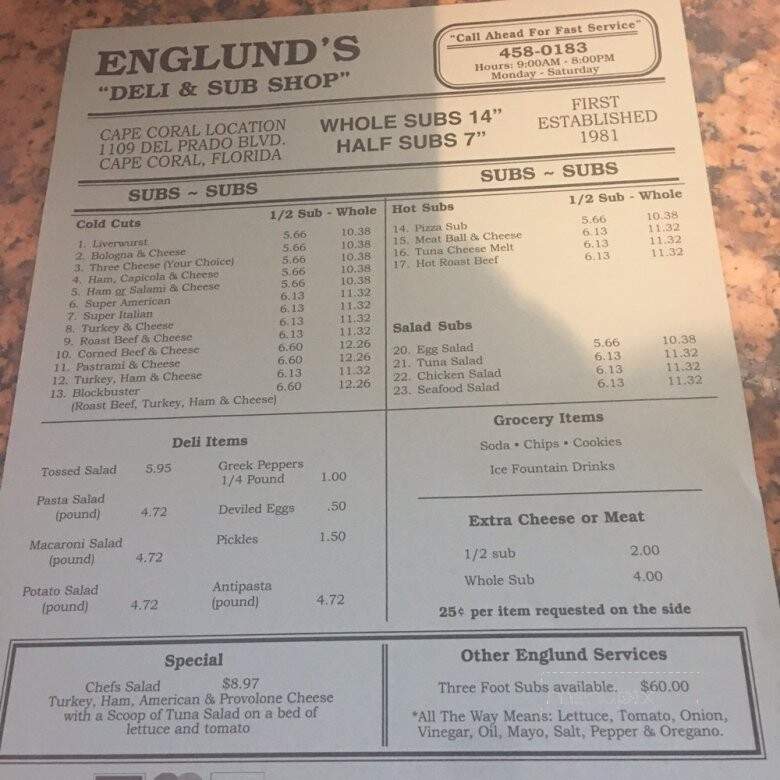 ENGLUND'S
"DELI & SUB SHOP"
"Call Ahead For Fast Service"
458-0183
Hours: 9:00AM - 8:00PM
Monday - Saturday
CAPE CORAL LOCATION
1109 DEL PRADO BLVD.
CAPE CORAL, FLORIDA
WHOLE SUBS 14"
HALF SUBS 7"
FIRST
ESTABLISHED
1981
SUBS ~ SUBS
Cold Cuts 1/2 Sub - Whole
1. Liverwurst 5.66 10.38
2. Bologna & Cheese 5.66 10.38
3. Three Cheese (Your Choice) 5.66 10.38
4. Ham, Capicola & Cheese 5.66 10.38
5. Ham or Salami & Cheese 5.66 10.38
6. Super American 6.13 11.32
7. Super Italian 6.13 11.32
8. Turkey & Cheese 6.13 11.32
9. Roast Beef & Cheese 6.13 11.32
10. Corned Beef & Cheese 6.60 12.26
11. Pastrami & Cheese 6.60 12.26
12. Turkey, Ham & Cheese 6.13 11.32
13. Blockbuster 6.60 12.26
(Roast Beef, Turkey, Ham & Cheese)
SUBS ~ SUBS
Hot Subs 1/2 Sub - Whole
14. Pizza Sub 5.66 10.38
15. Meat Ball & Cheese 6.13 11.32
16. Tuna Cheese Melt 6.13 11.32
17. Hot Roast Beef 6.13 11.32
Salad Subs
20. Egg Salad 5.66 10.38
21. Tuna Salad 6.13 11.32
22. Chicken Salad 6.13 11.32
23. Seafood Salad 6.13 11.32
Deli Items
Tossed Salad 5.95
Pasta Salad
(pound) 4.72
Macaroni Salad
(pound) 4.72
Potato Salad
(pound) 4.72
Greek Peppers
1/4 Pound 1.00
Deviled Eggs .50
Pickles 1.50
Antipasta
(pound) 4.72
Grocery Items
Soda • Chips • Cookies
Ice Fountain Drinks
Extra Cheese or Meat
1/2 sub 2.00
Whole Sub 4.00
25¢ per item requested on the side
Special
Chefs Salad $8.97
Turkey, Ham, American & Provolone Cheese
with a Scoop of Tuna Salad on a bed of
lettuce and tomato
Other Englund Services
Three Foot Subs available. $60.00
*All The Way Means: Lettuce, Tomato, Onion,
Vinegar, Oil, Mayo, Salt, Pepper & Oregano.